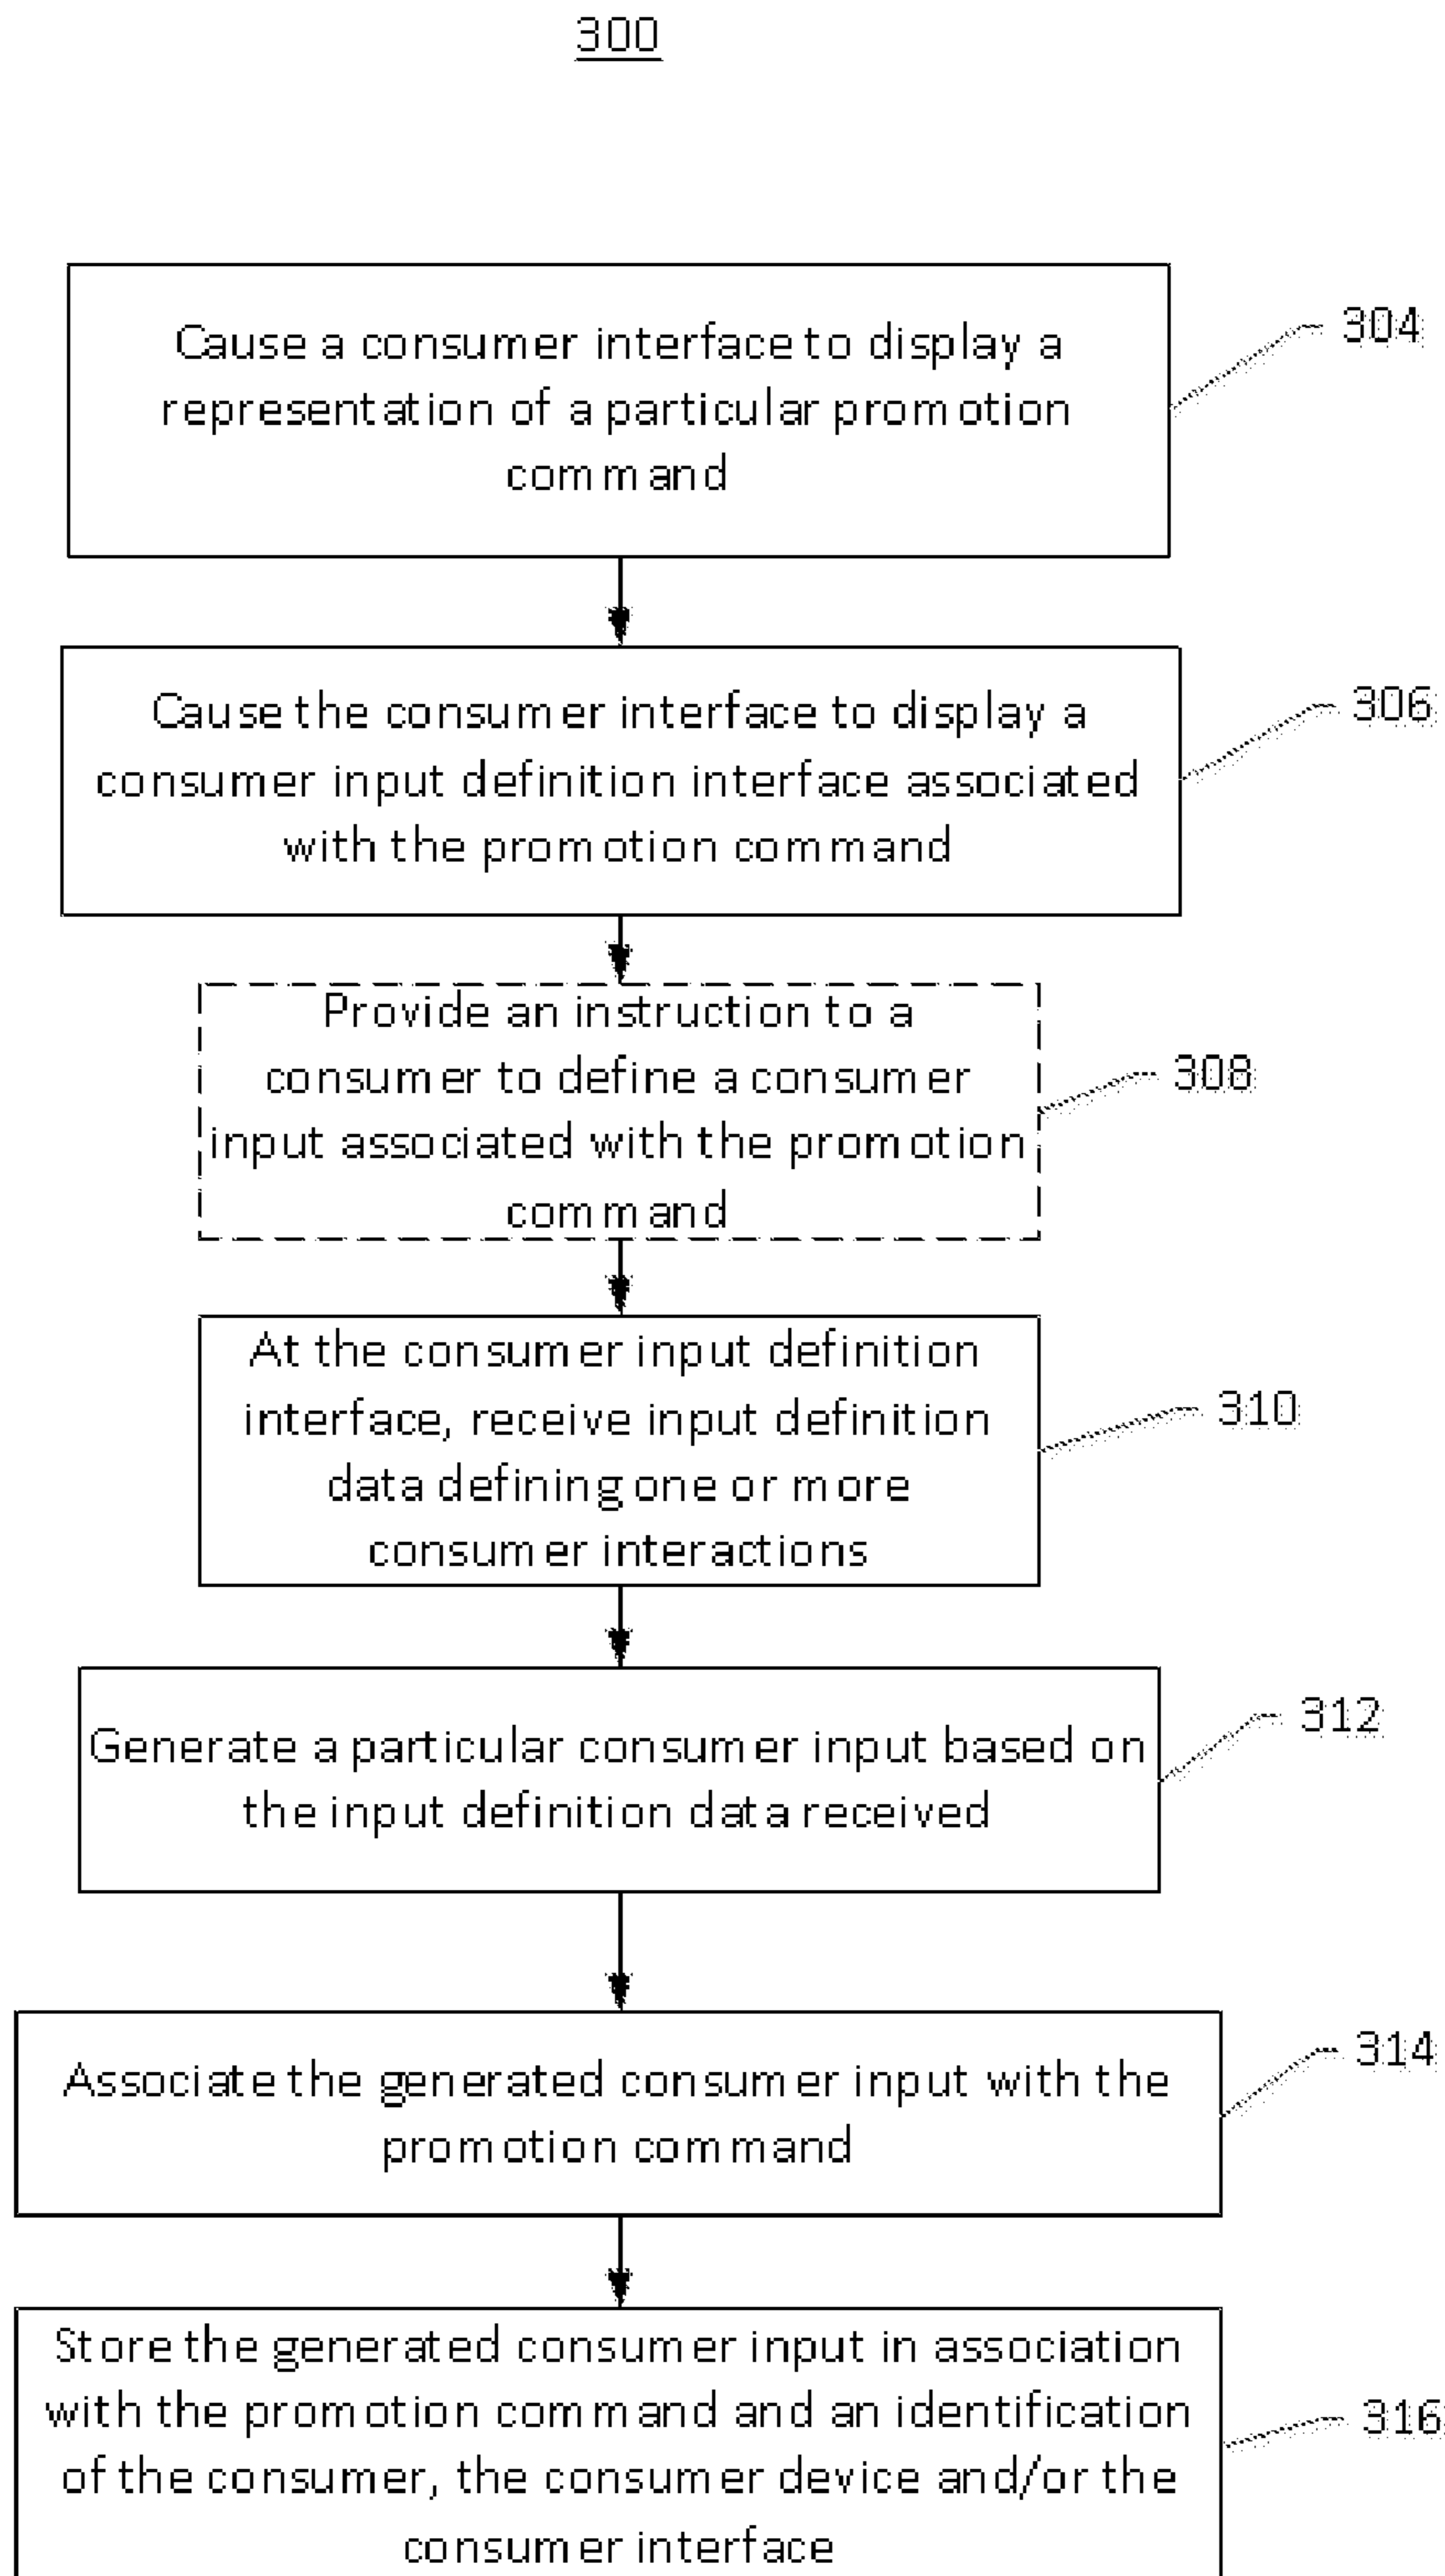 300
Cause a consumer interface to display a
representation of a particular promotion
command
304
Cause the consumer interface to display a
consumer input definition interface associated
with the promotion command
306
Provide an instruction to a
consumer to define a consumer
input associated with the promotion
command
308
At the consumer input definition
interface, receive input definition
data defining one or more
consumer interactions
310
Generate a particular consumer input based on
the input definition data received
312
Associate the generated consumer input with the
promotion command
314
Store the generated consumer input in association
with the promotion command and an identification
of the consumer, the consumer device and/or the
consumer interface
316